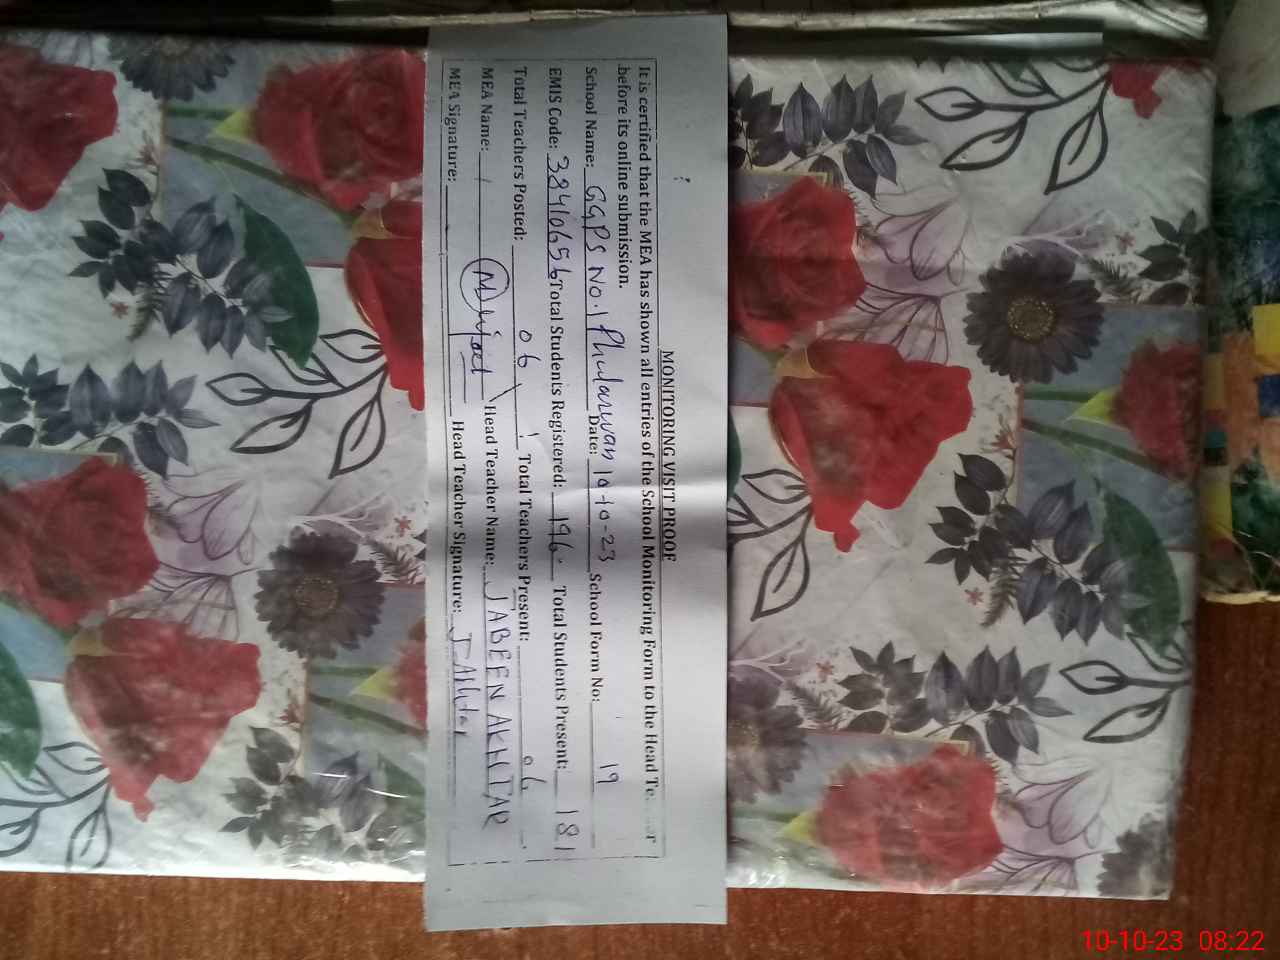 MONITORING VISIT PROOF
It is certified that the MEA has shown all entries of the School Monitoring Form to the Head
before its online submission.
School Name: GGPS No.1 Phularwan Date: 10-10-23 School Form No: 19
EMIS Code: 38410656 Total Students Registered: 196 Total Students Present: 181
Total Teachers Posted: 06 Total Teachers Present: 06
MEA Name: Head Teacher Name: JABEEN AKHTAR
MEA Signature: Head Teacher Signature: J Akhtar
10-10-23 08:22